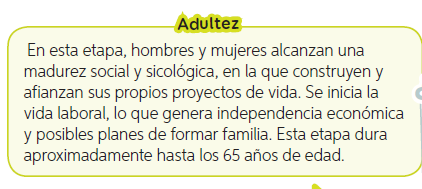 Adultez
En esta etapa, hombres y mujeres alcanzan una
madurez social y sicológica, en la que construyen y
afianzan sus propios proyectos de vida. Se inicia la
vida laboral, lo que genera independencia económica
y posibles planes de formar familia. Esta etapa dura
aproximadamente hasta los 65 años de edad.